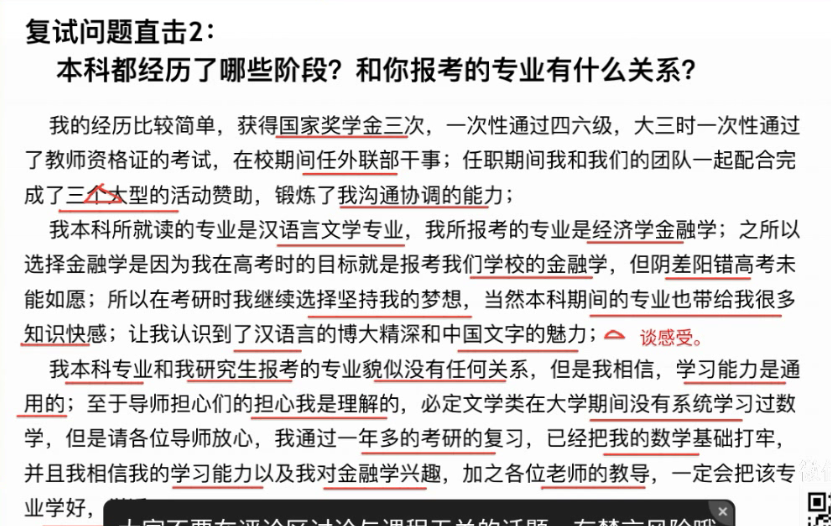 复试问题直击2：
本科都经历了哪些阶段？和你报考的专业有什么关系？
我的经历比较简单，获得国家奖学金三次，一次性通过四六级，大三时一次性通过
了教师资格证的考试，在校期间任外联部干事；任职期间我和我们的团队一起配合完
成了三个大型的活动赞助，锻炼了我沟通协调的能力；
我本科所就读的专业是汉语言文学专业，我所报考的专业是经济学金融学；之所以
选择金融学是因为我在高考时的目标就是报考我们学校的金融学，但阴差阳错高考未
能如愿；所以在考研时我继续选择坚持我的梦想，当然本科期间的专业也带给我很多
知识快感；让我认识到了汉语言的博大精深和中国文字的魅力；
谈感受。
我本科专业和我研究生报考的专业貌似没有任何关系，但是我相信，学习能力是通
用的；至于导师担心们的担心我是理解的，必定文学类在大学期间没有系统学习过数
学，但是请各位导师放心，我通过一年多的考研的复习，已经把我的数学基础打牢，
并且我相信我的学习能力以及我对金融学兴趣，加之各位老师的教导，一定会把该专
业学好，